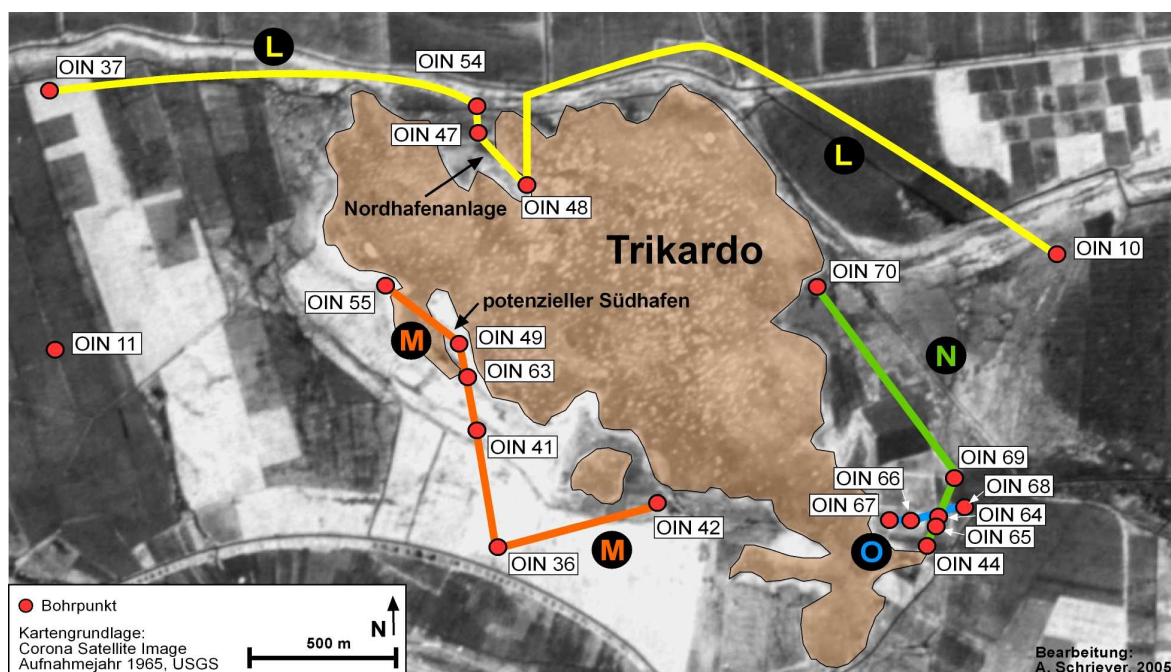 L
OIN 37
OIN 54
OIN 47
L
Nordhafenanlage
OIN 48
Trikardo
OIN 10
OIN 70
OIN 55
potenzieller Südhafen
M
OIN 49
OIN 11
N
OIN 63
OIN 41
OIN 69
OIN 66
OIN 68
OIN 67
OIN 64
OIN 42
OIN 65
O
OIN 36
M
OIN 44
Bohrpunkt
Kartengrundlage:
Corona Satellite Image
Aufnahmejahr 1965, USGS
N
500 m
Bearbeitung:
A. Schriever, 2005